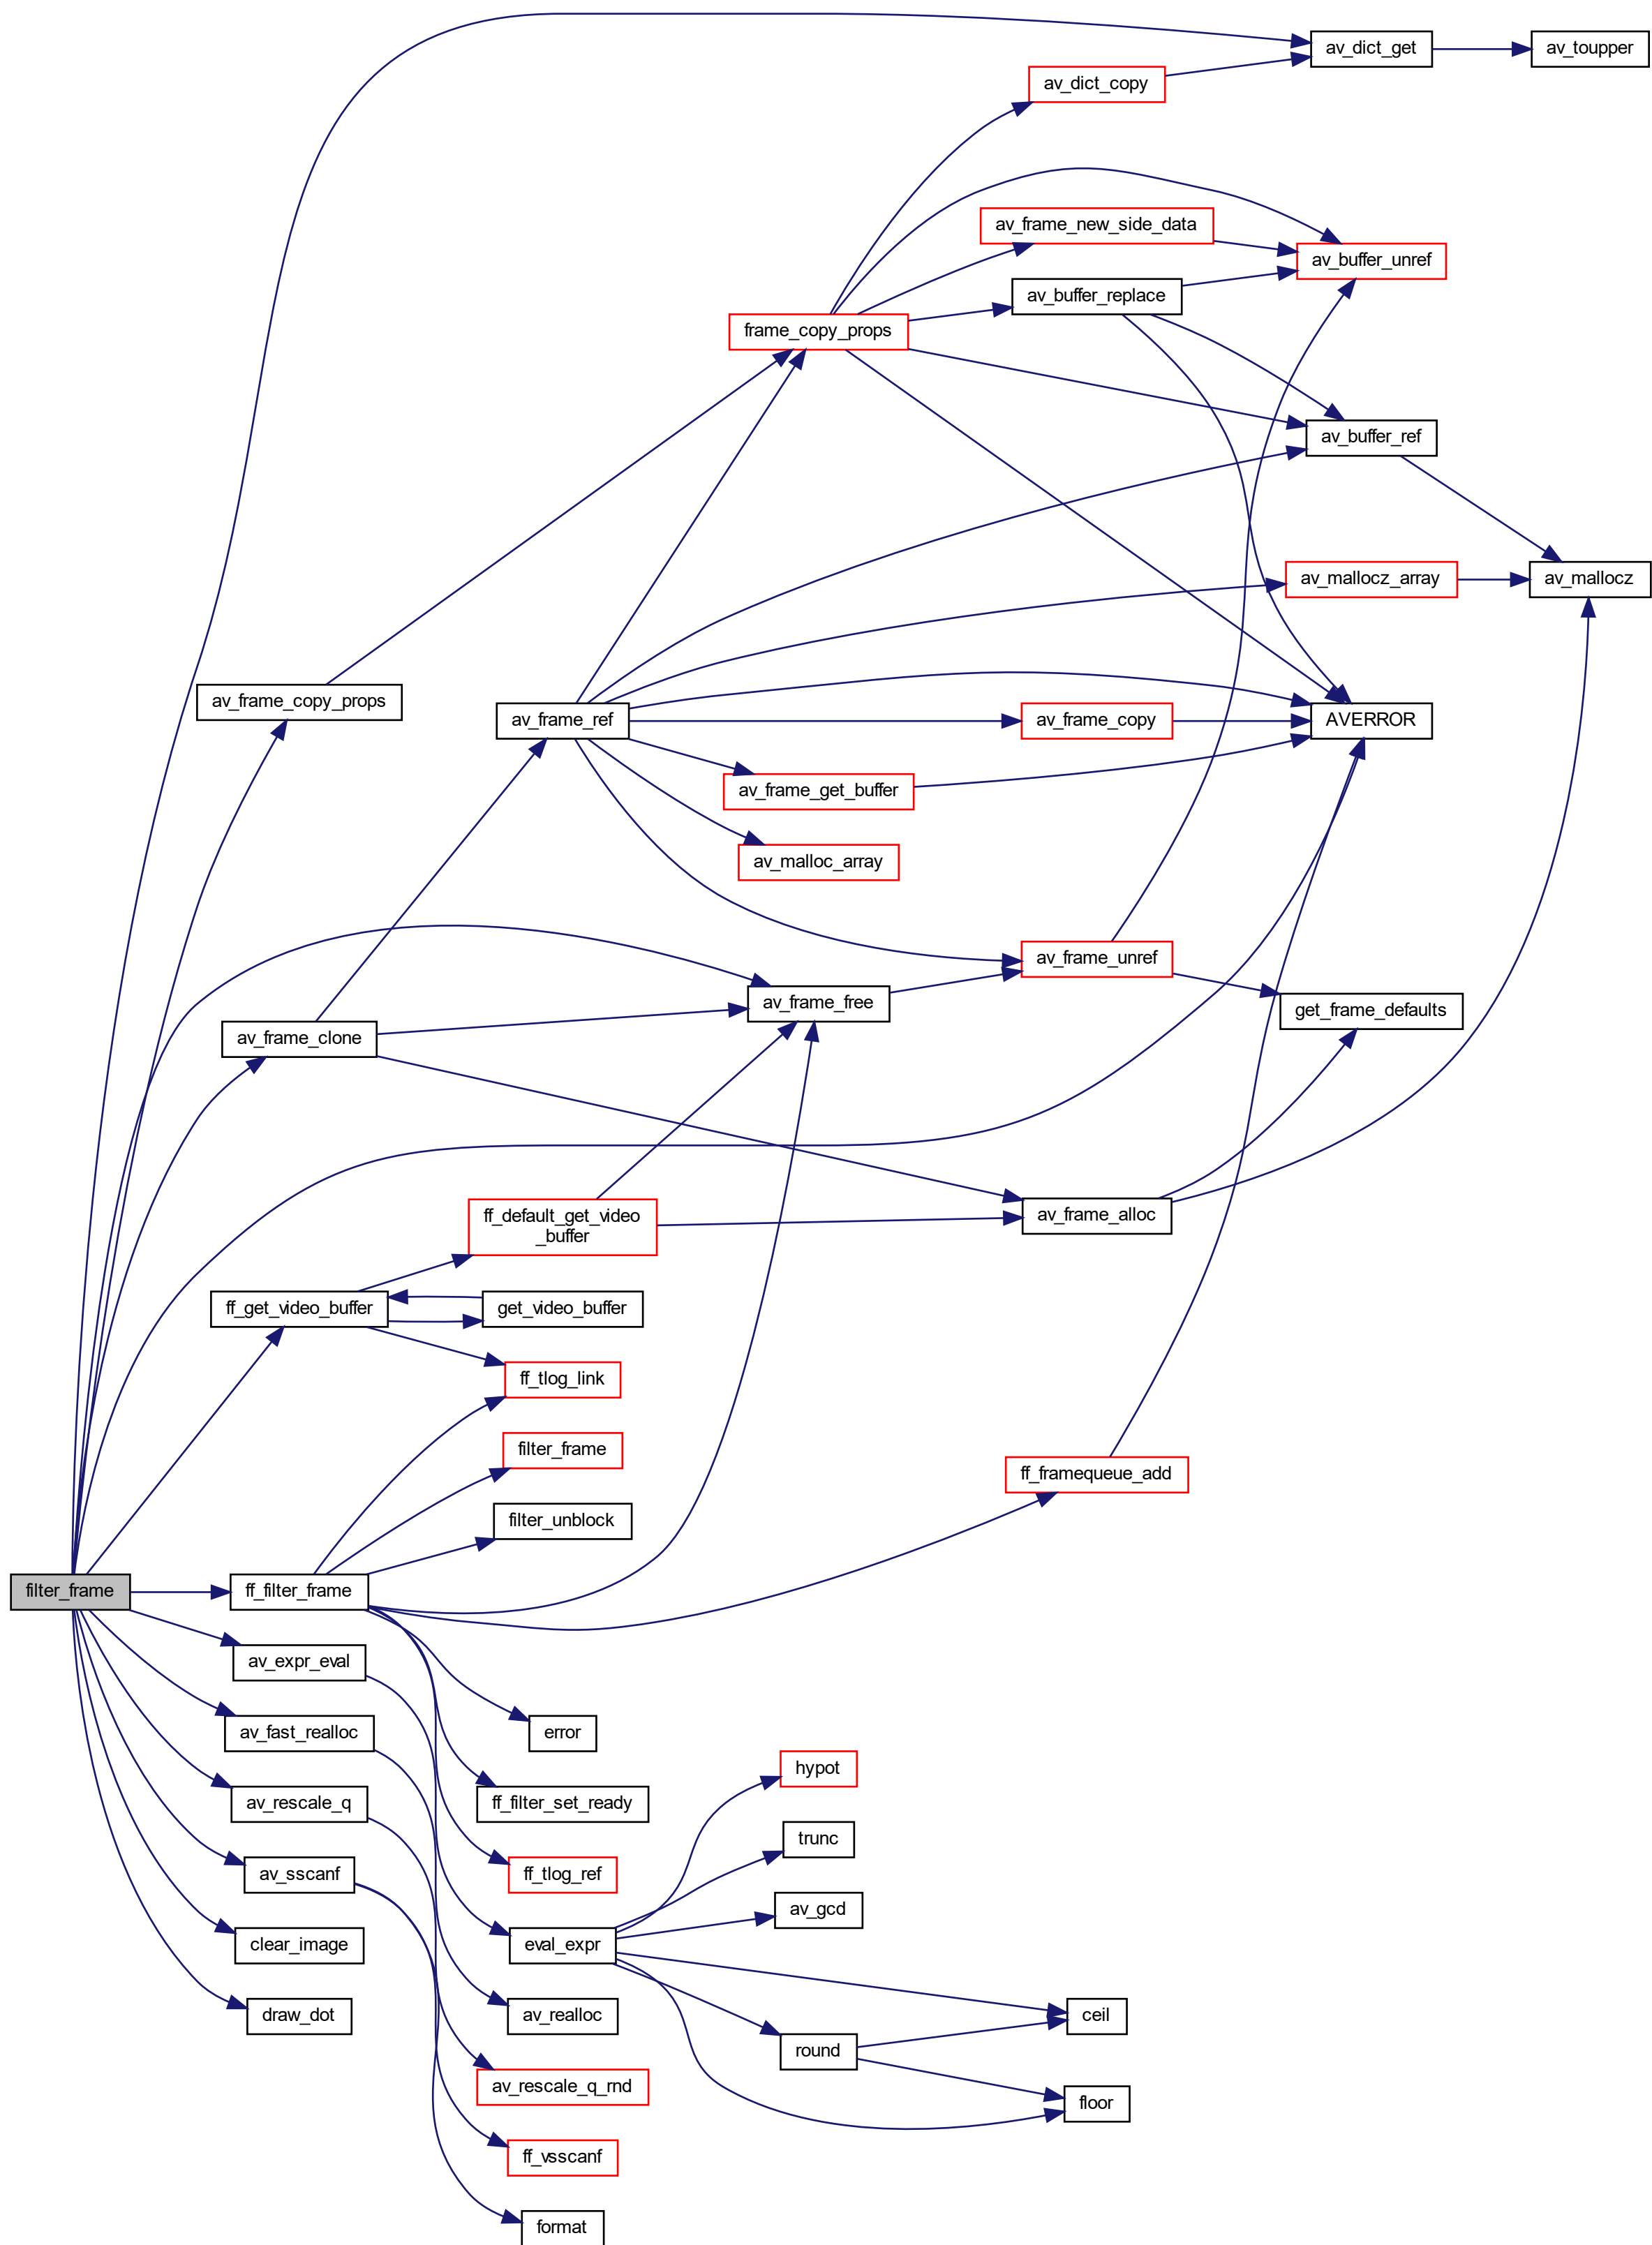 av_dict_get
av_toupper
av_dict_copy
av_frame_new_side_data
av_buffer_unref
av_buffer_replace
frame_copy_props
av_buffer_ref
av_mallocz_array
av_mallocz
av_frame_copy_props
av_frame_ref
av_frame_copy
AVERROR
av_frame_get_buffer
av_malloc_array
av_frame_unref
av_frame_free
get_frame_defaults
av_frame_clone
av_frame_alloc
ff_default_get_video
_buffer
ff_get_video_buffer
get_video_buffer
ff_tlog_link
filter_frame
ff_framequeue_add
filter_unblock
filter_frame
ff_filter_frame
av_expr_eval
av_fast_realloc
error
hypot
av_rescale_q
ff_filter_set_ready
trunc
av_sscanf
ff_tlog_ref
av_gcd
clear_image
eval_expr
draw_dot
av_realloc
ceil
round
av_rescale_q_rnd
floor
ff_vsscanf
format